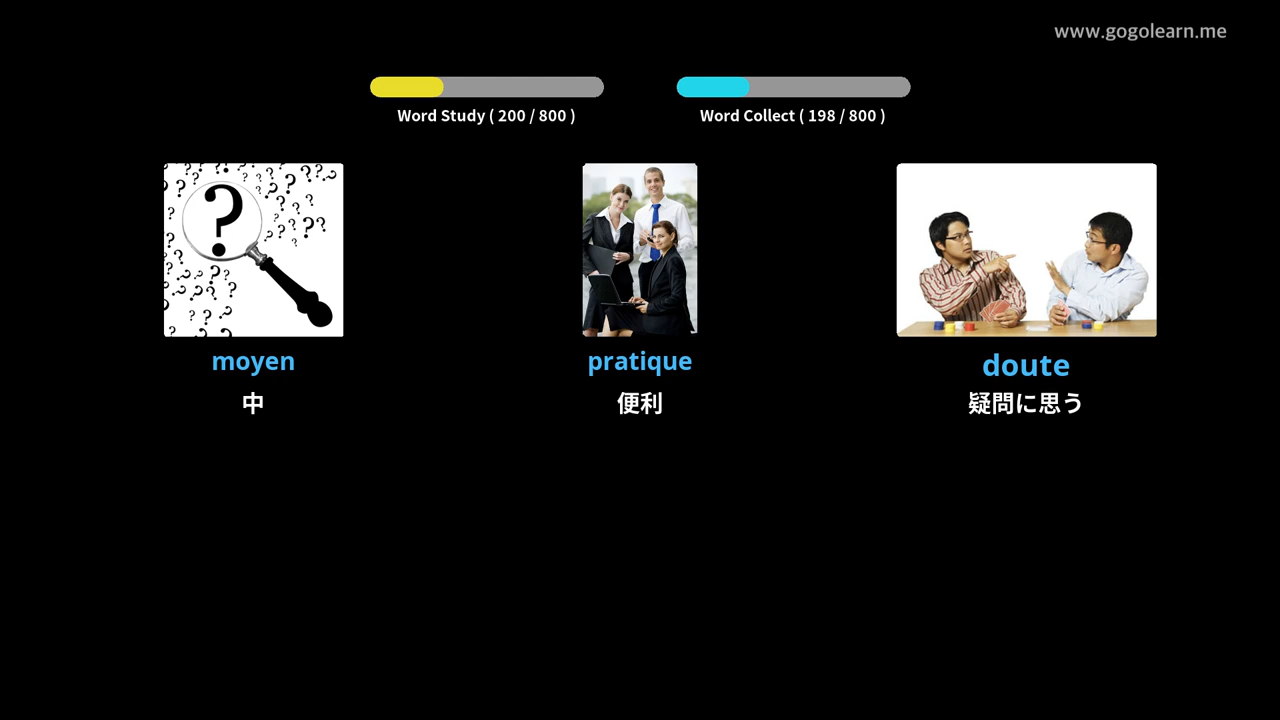 www.gogolearn.me
Word Study ( 200 / 800 )
Word Collect ( 198 / 800 )
moyen
中
pratique
便利
doute
疑問に思う